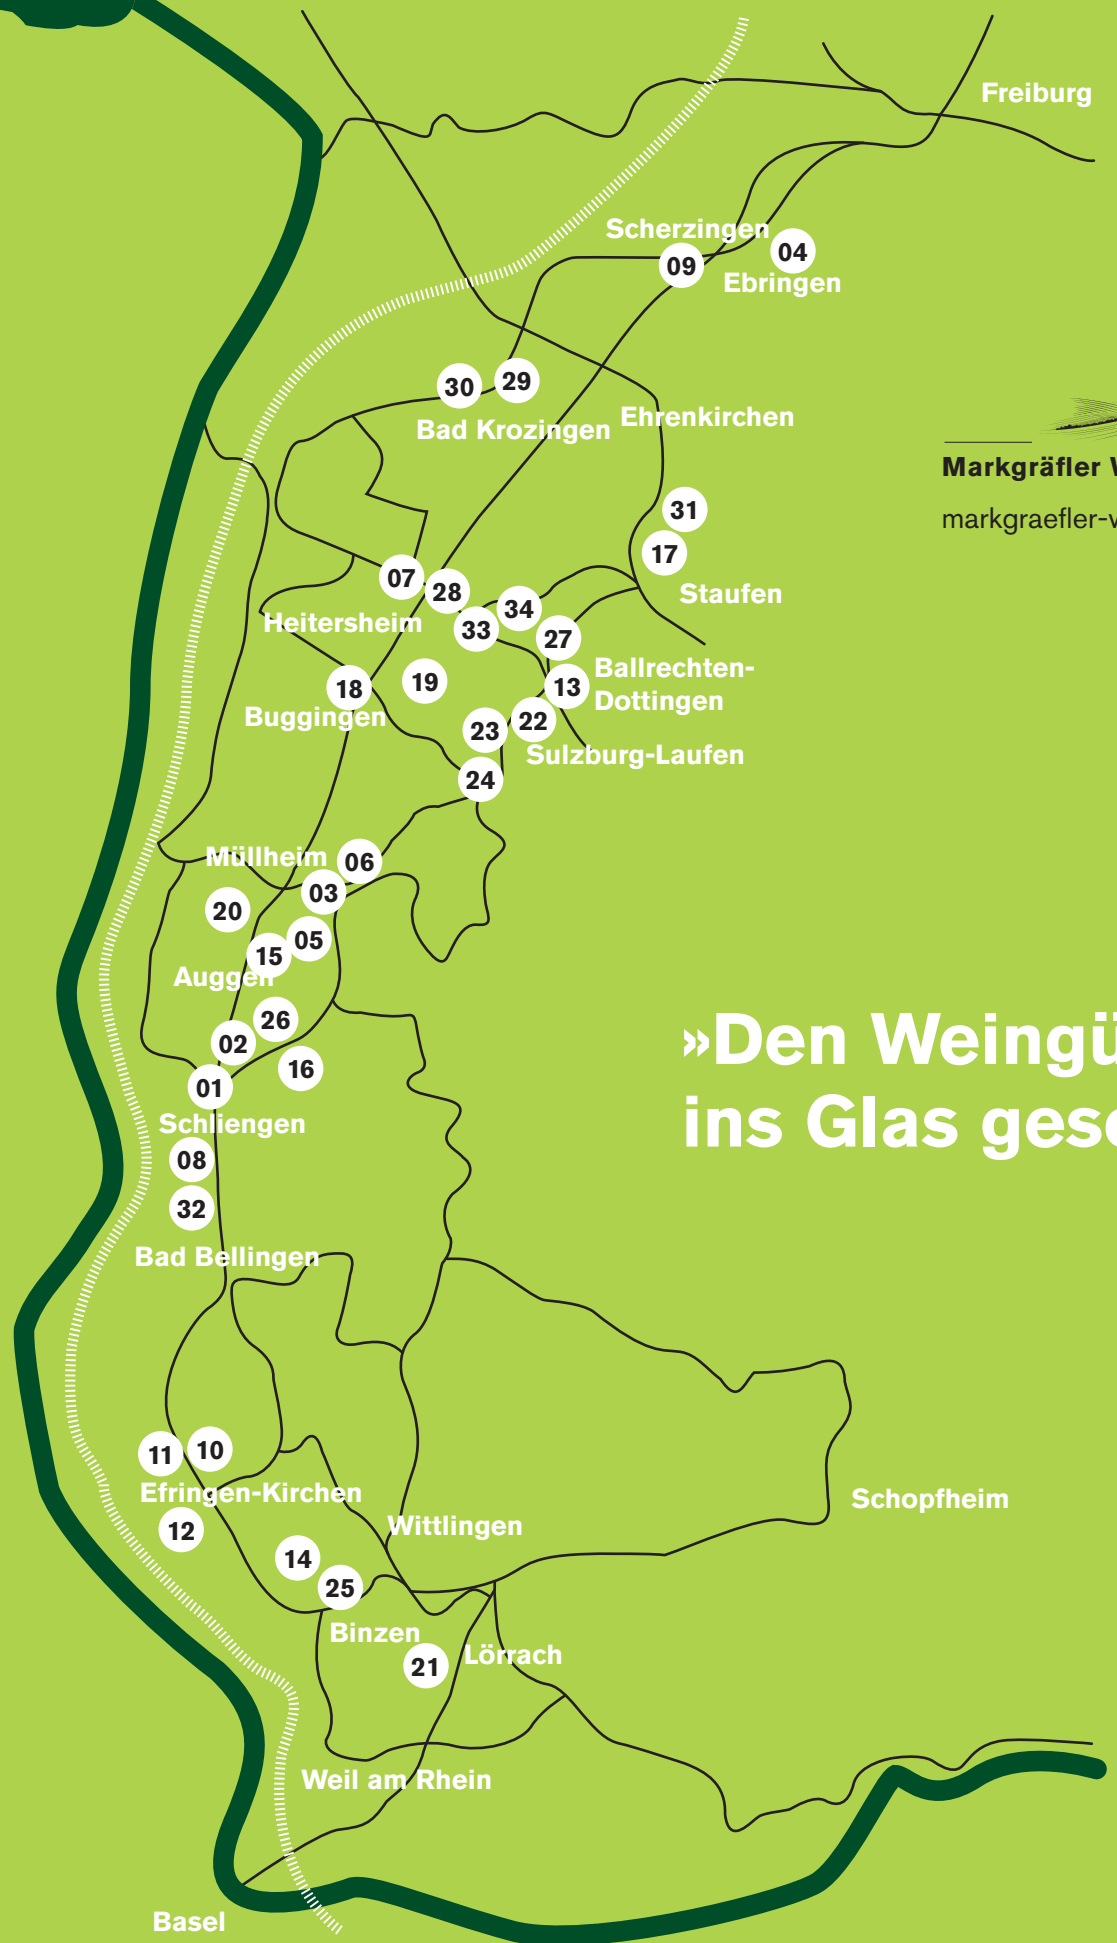 Freiburg
Scherzingen
04
09
Ebringen
29
30
Ehrenkirchen
Bad Krozingen
Markgräfler W
markgraefler-v
31
17
07
28
Staufen
34
Heitersheim
33
27
Ballrechten-
19
13
18
Dottingen
Buggingen
22
23
Sulzburg-Laufen
24
Müllheim
06
03
20
05
15
Auggen
26
»Den Weingü
02
16
01
ins Glas gesc
Schliengen
08
32
Bad Bellingen
10
11
Efringen-Kirchen
Schopfheim
Wittlingen
12
14
25
Binzen
Lörrach
21
Weil am Rhein
Basel